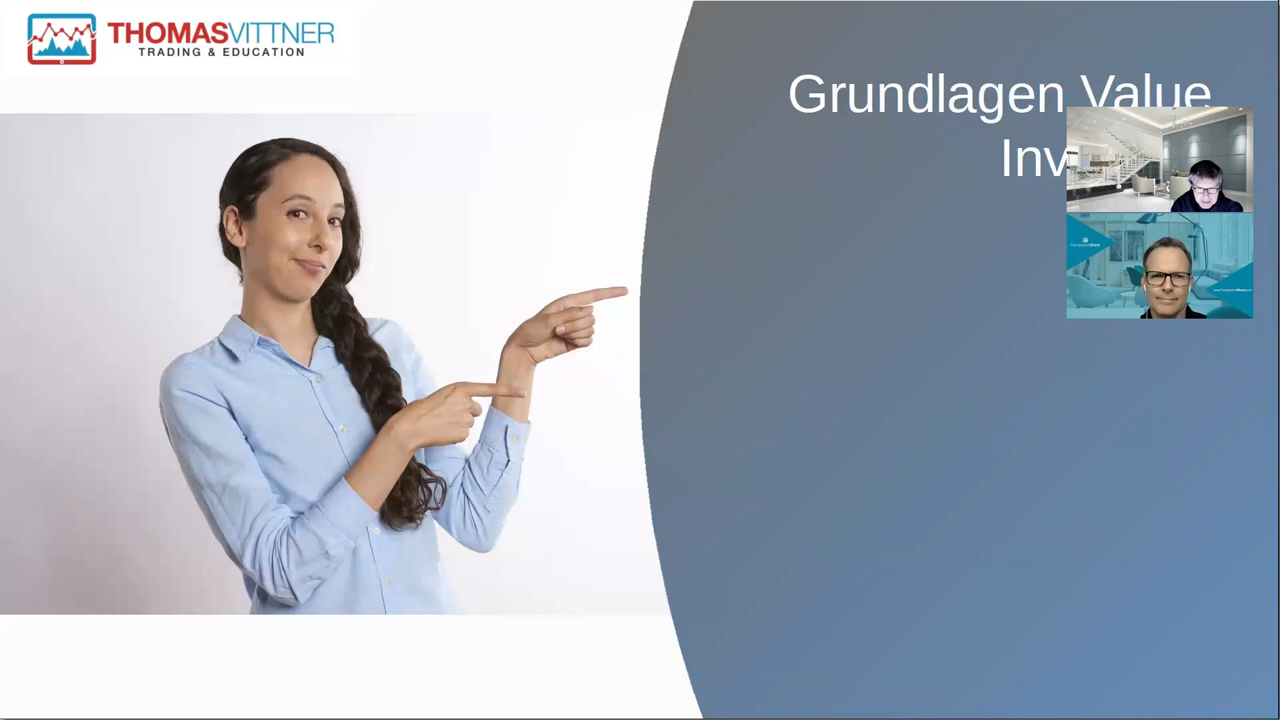 THOMASVITTNER
TRADING & EDUCATION
Grundlagen Value
Inv